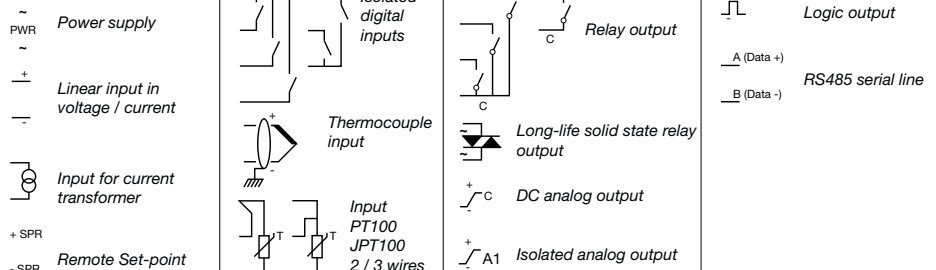 ~
PWR
~
Power supply
+
-
Linear input in
voltage / current
Input for current
transformer
+ SPR
- SPR
Remote Set-point
Isolated
digital
inputs
+
-
Thermocouple
input
T
T
Input
PT100
JPT100
2 / 3 wires
C
C
Relay output
~
~
Long-life solid state relay
output
+
-
C
DC analog output
+
-
A1
Isolated analog output
-
Logic output
A (Data +)
B (Data -)
RS485 serial line